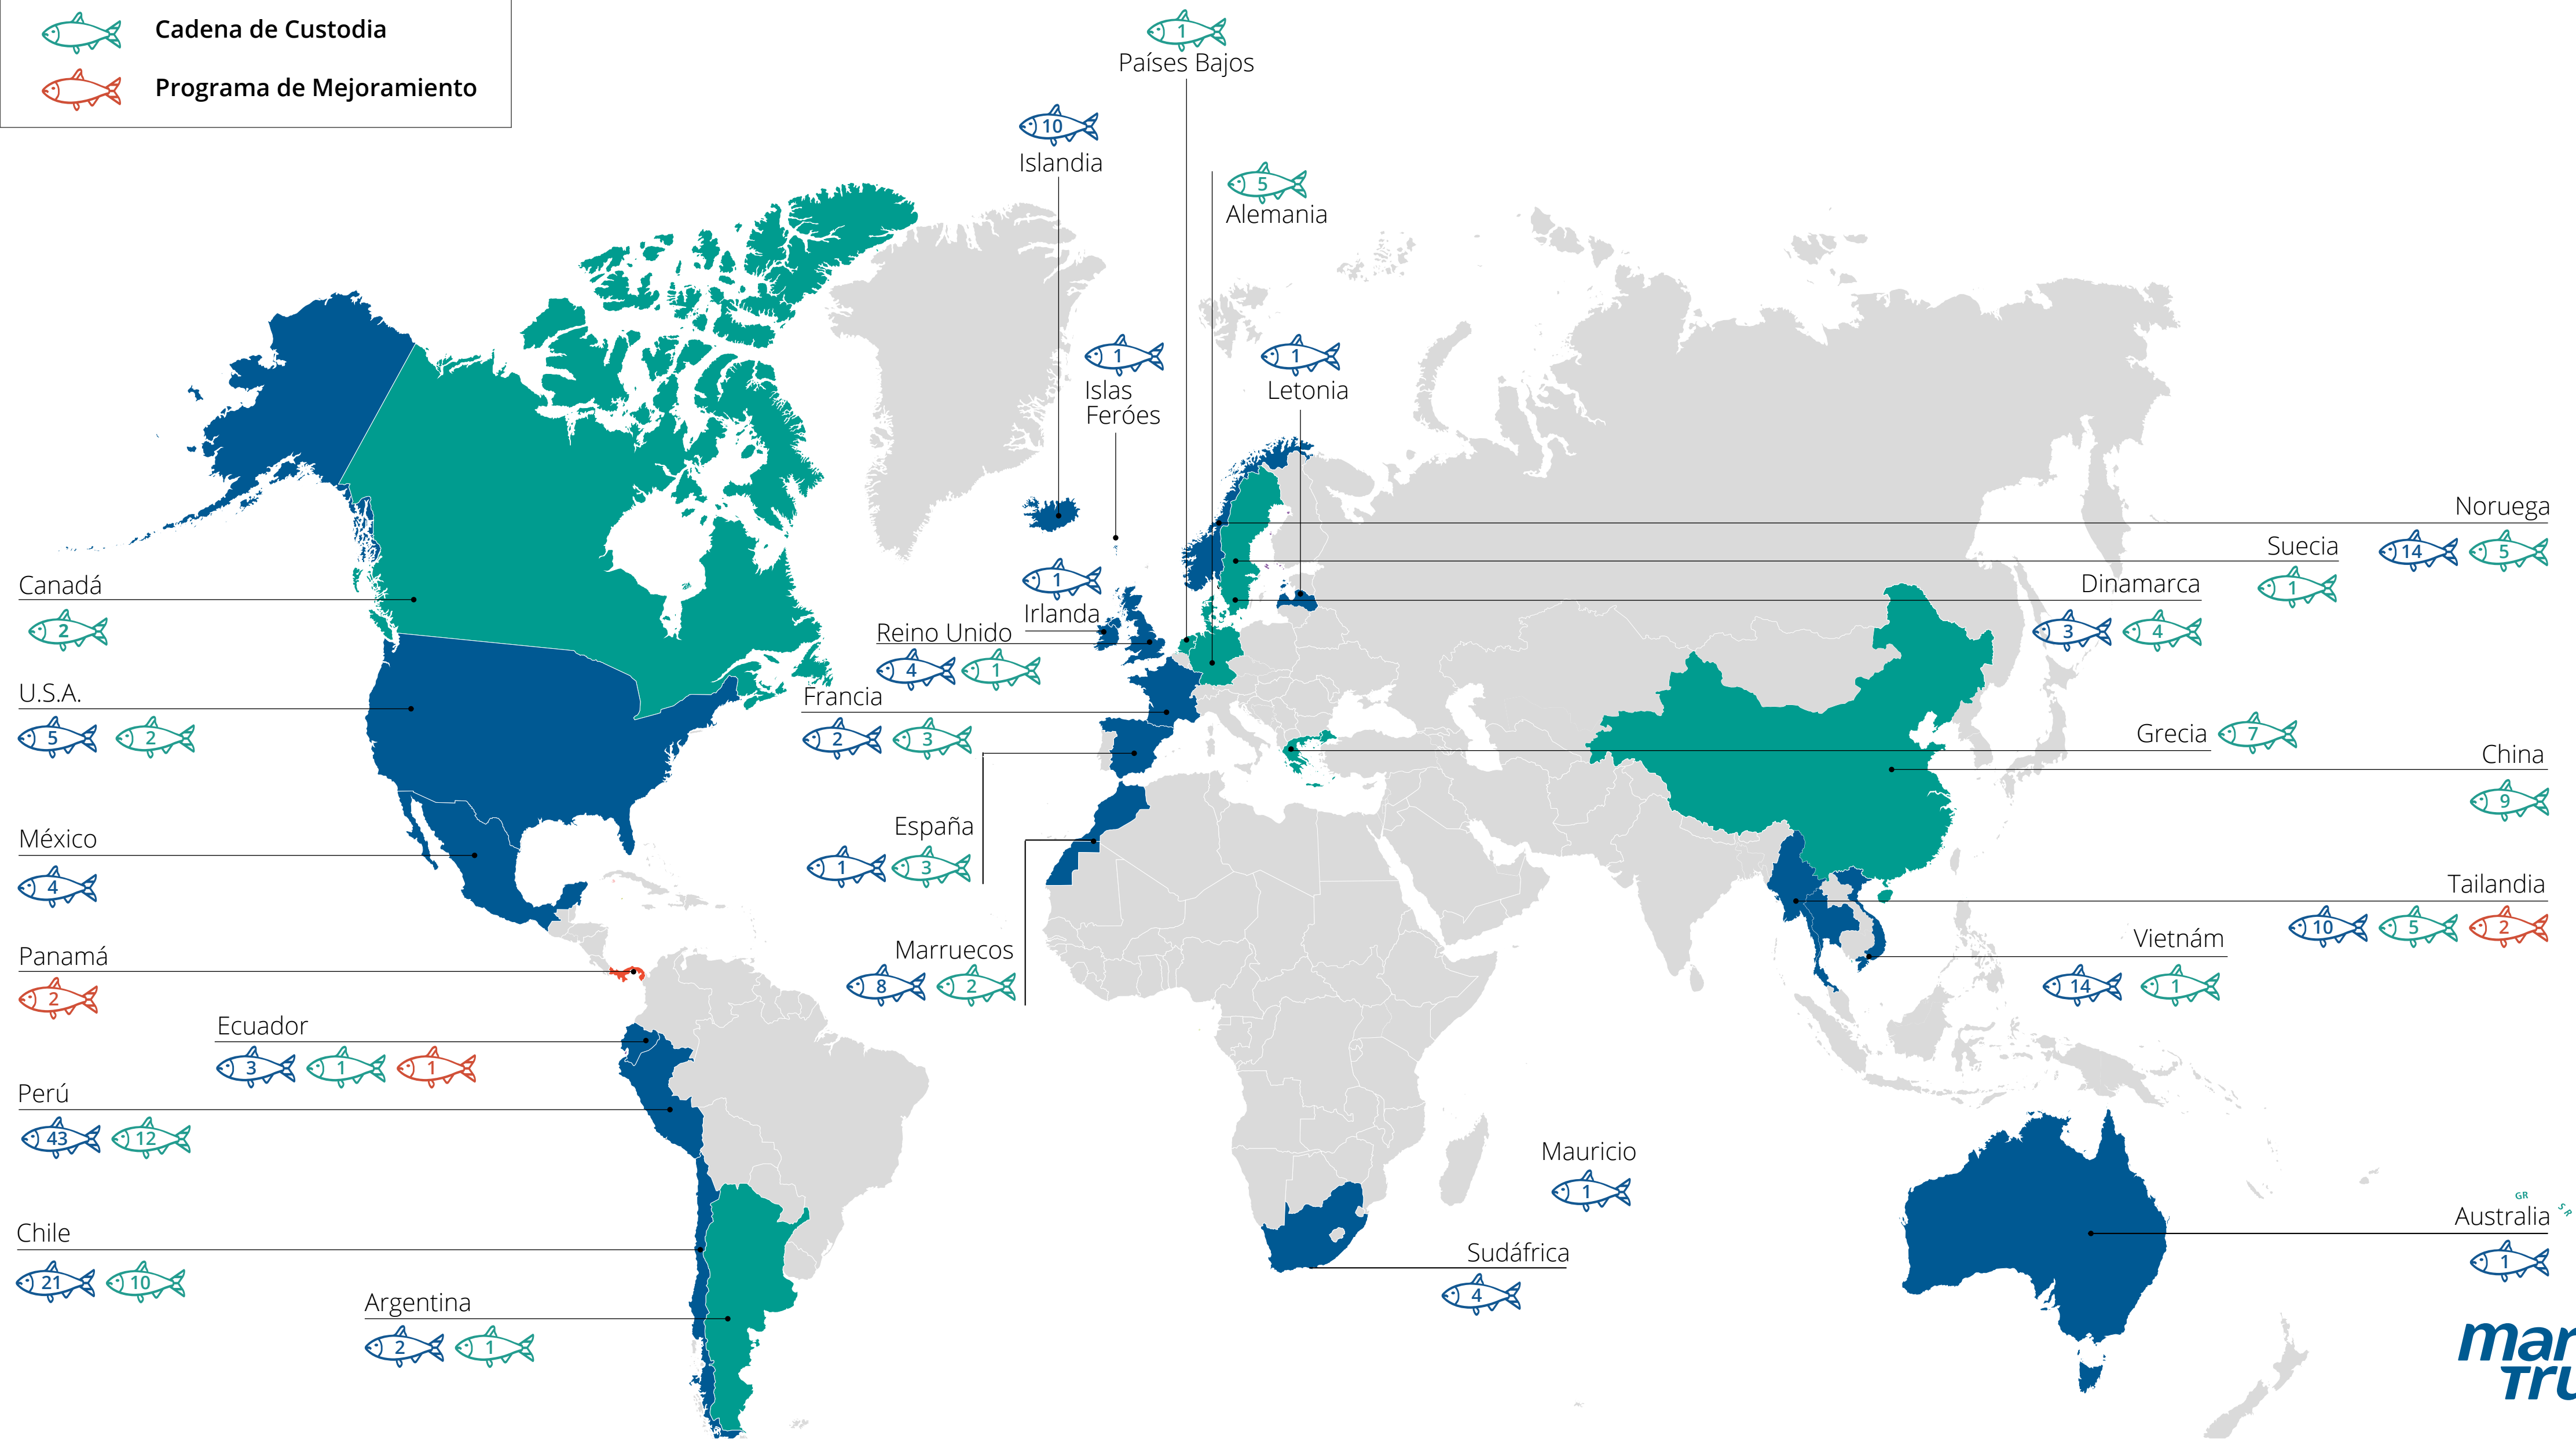 Cadena de Custodia
Programa de Mejoramiento
1
Países Bajos
10
Islandia
5
Alemania
1
Islas
Feróes
1
Letonia
Noruega
14 5
Suecia
1
Dinamarca
3 4
Canadá
2
1
Irlanda
Reino Unido
4 1
U.S.A.
5 2
Francia
2 3
Grecia 7
China
9
México
4
España
1 3
Tailandia
10 5 2
Vietnám
14 1
Panamá
2
Marruecos
8 2
Ecuador
3 1 1
Perú
43 12
Mauricio
1
Chile
21 10
Sudáfrica
4
GR
S R
Australia
1
Argentina
2 1
mar
Tru